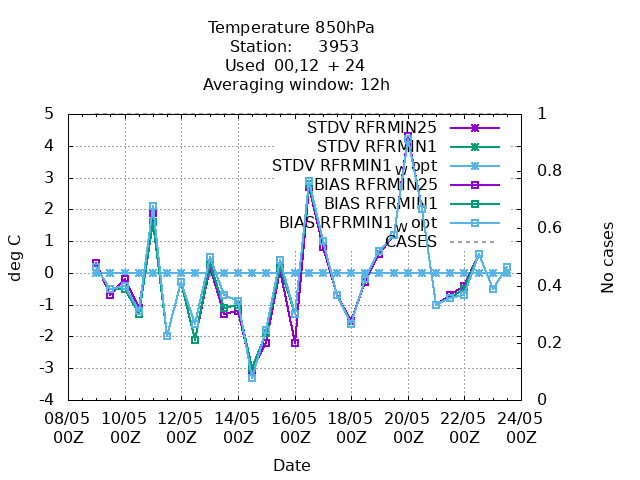 Temperature 850hPa
Station: 3953
Used 00,12 + 24
Averaging window: 12h
5
4
3
2
1
0
-1
-2
-3
-4
deg C
1
0.8
0.6
0.4
0.2
0
No cases
STDV RFRMIN25
STDV RFRMIN1
STDV RFRMIN1_w opt
BIAS RFRMIN25
BIAS RFRMIN1
BIAS RFRMIN1_w opt
CASES
08/05 10/05 12/05 14/05 16/05 18/05 20/05 22/05 24/05
00Z 00Z 00Z 00Z 00Z 00Z 00Z 00Z 00Z
Date